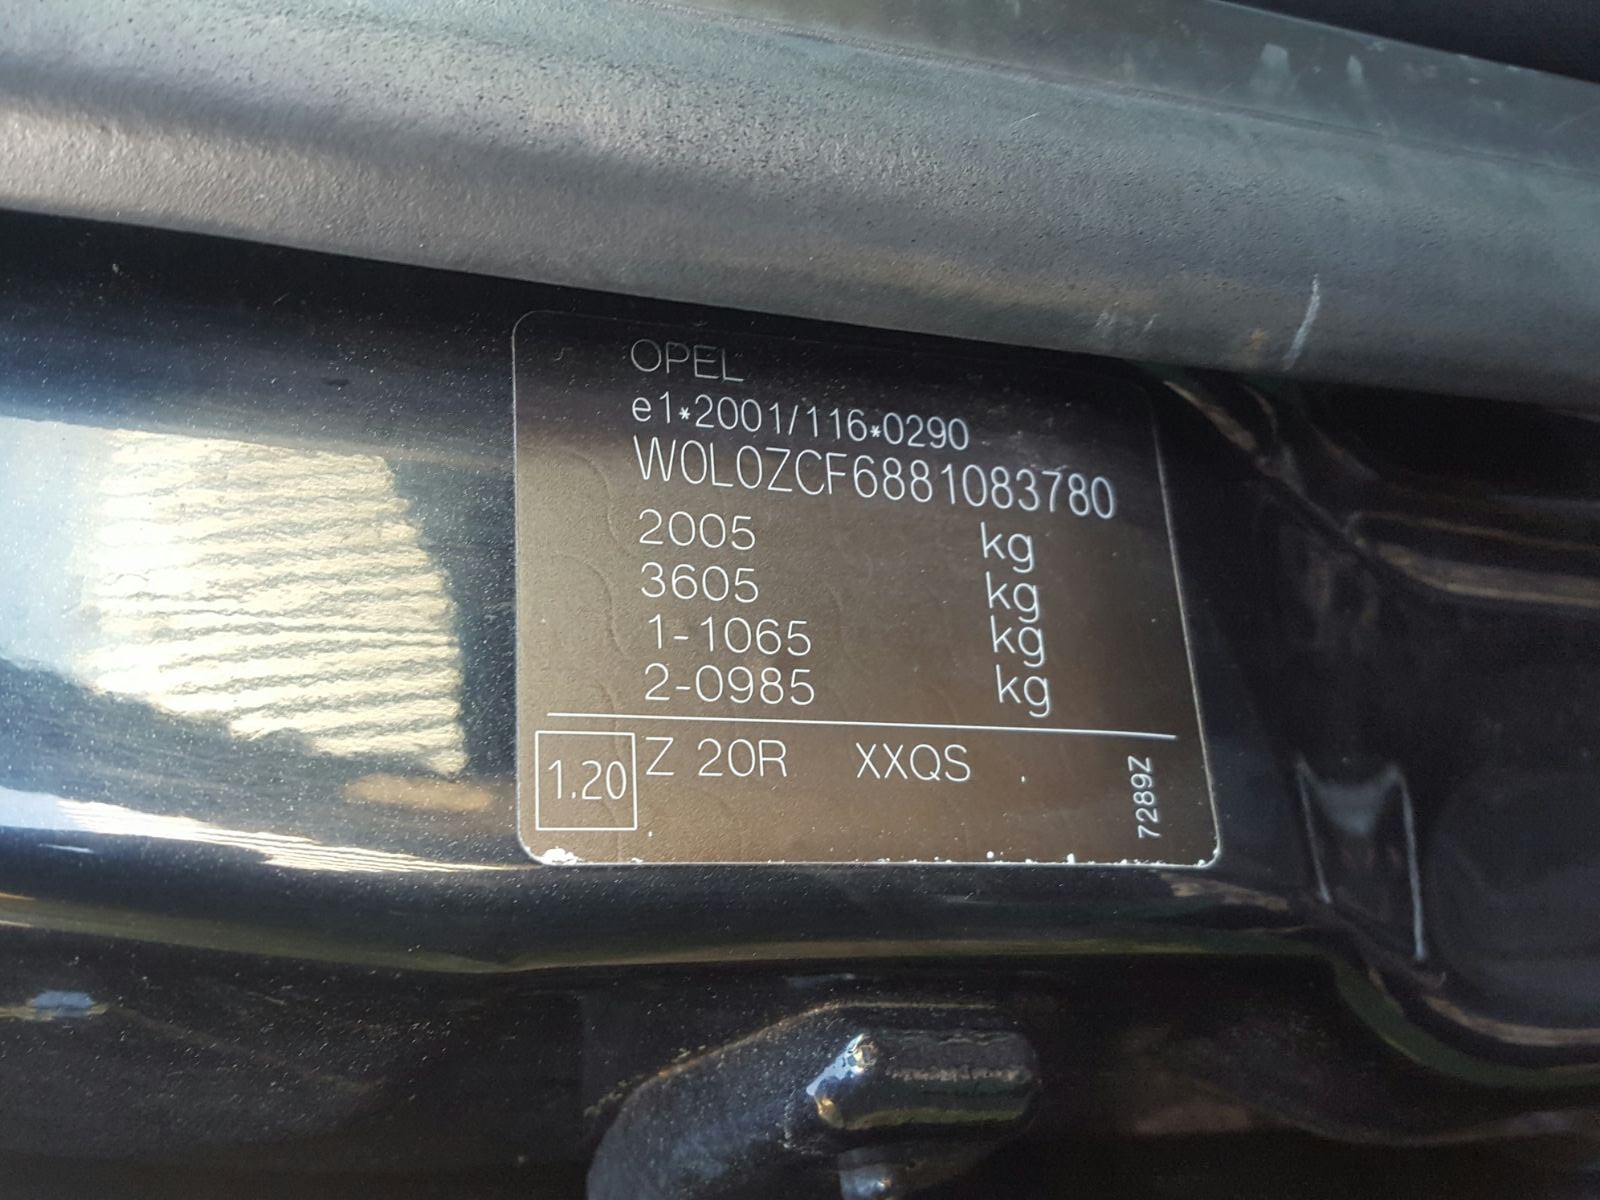 OPEL
e1*2001/116*0290
W0L0ZCF6881083780
2005 kg
3605 kg
1-1065 kg
2-0985 kg
1.20 Z 20R XXQS
7289Z